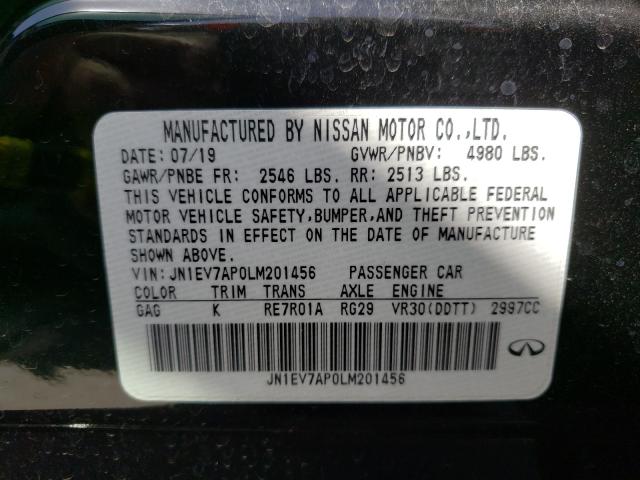 MANUFACTURED BY NISSAN MOTOR CO.,LTD.
DATE: 07/19 GVWR/PNBV: 4980 LBS.
GAWR/PNBE FR: 2546 LBS. RR: 2513 LBS.
THIS VEHICLE CONFORMS TO ALL APPLICABLE FEDERAL
MOTOR VEHICLE SAFETY,BUMPER,AND THEFT PREVENTION
STANDARDS IN EFFECT ON THE DATE OF MANUFACTURE
SHOWN ABOVE.
VIN: JN1EV7AP0LM201456 PASSENGER CAR
COLOR TRIM TRANS AXLE ENGINE
GAG K RE7R01A RG29 VR30(DDTT) 2997CC
JN1EV7AP0LM201456